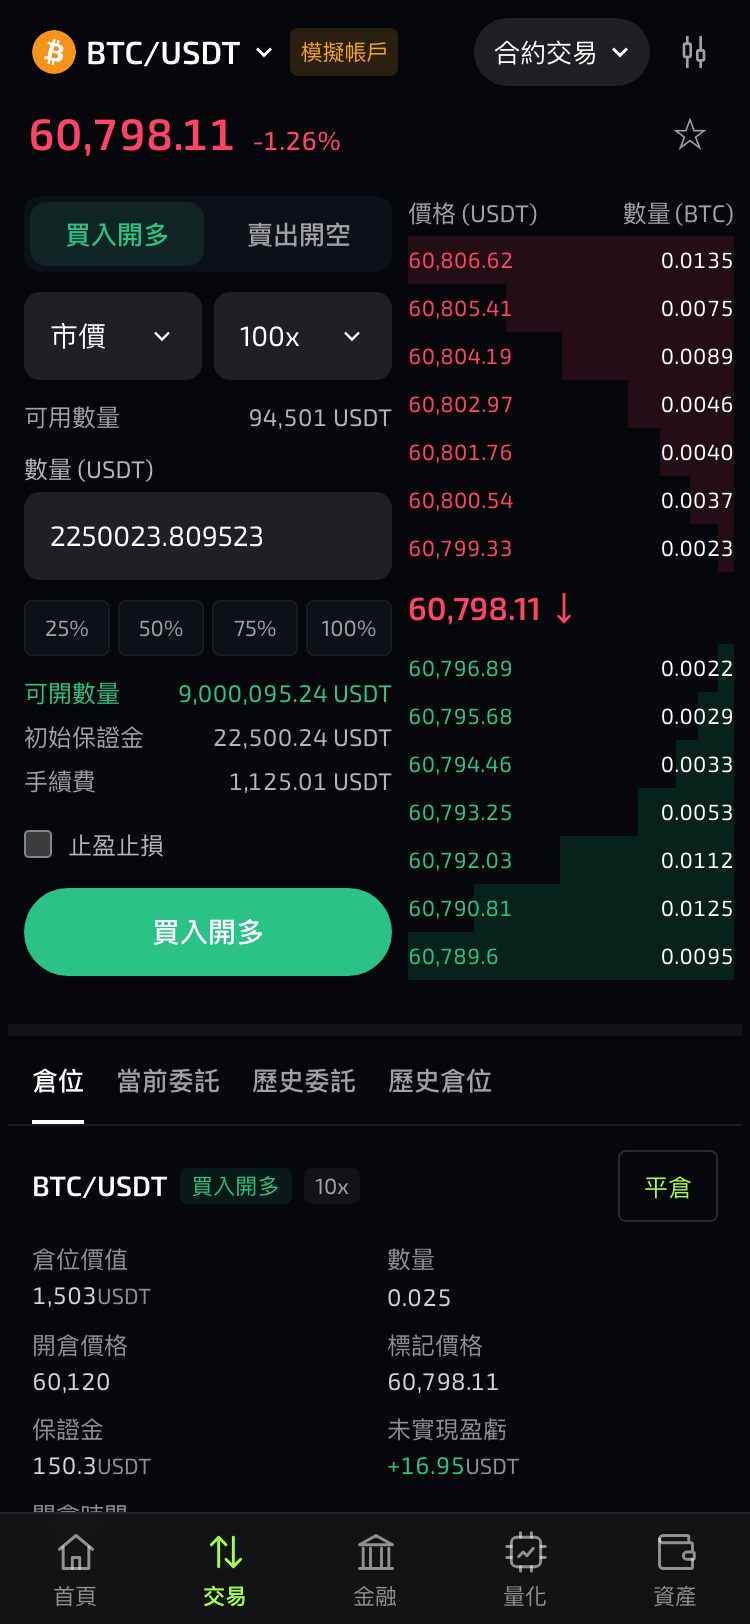 BTC/USDT 模擬帳戶 合約交易
60,798.11 -1.26%
買入開多 賣出開空
市價 100x
可用數量 94,501 USDT
數量 (USDT)
2250023.809523
25% 50% 75% 100%
可開數量 9,000,095.24 USDT
初始保證金 22,500.24 USDT
手續費 1,125.01 USDT
止盈止損
買入開多
價格 (USDT) 數量 (BTC)
60,806.62 0.0135
60,805.41 0.0075
60,804.19 0.0089
60,802.97 0.0046
60,801.76 0.0040
60,800.54 0.0037
60,799.33 0.0023
60,798.11 ↓
60,796.89 0.0022
60,795.68 0.0029
60,794.46 0.0033
60,793.25 0.0053
60,792.03 0.0112
60,790.81 0.0125
60,789.6 0.0095
倉位 當前委託 歷史委託 歷史倉位
BTC/USDT 買入開多 10x 平倉
倉位價值 數量
1,503USDT 0.025
開倉價格 標記價格
60,120 60,798.11
保證金 未實現盈虧
150.3USDT +16.95USDT
開倉時間
首頁 交易 金融 量化 資產